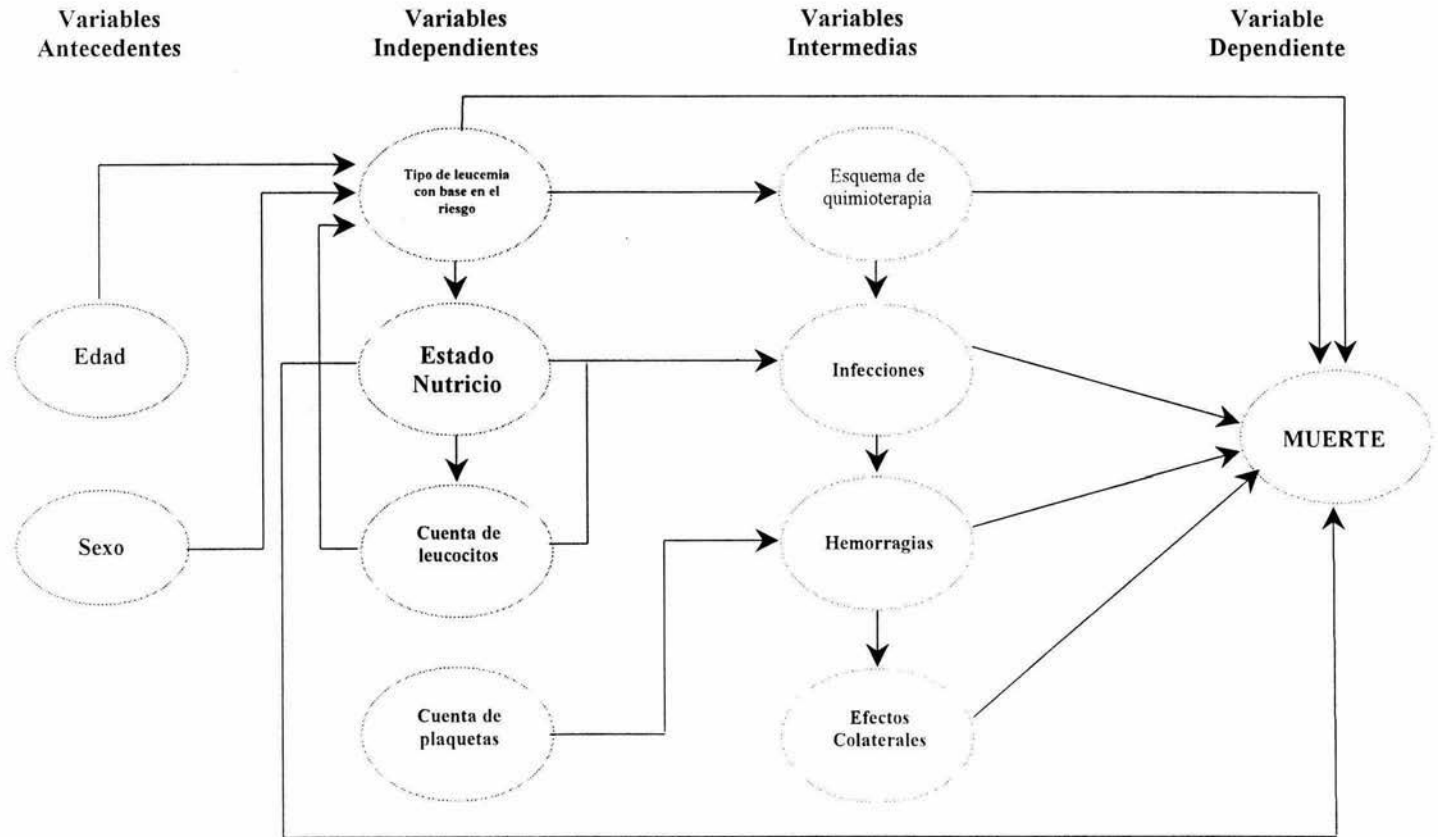 Variables
Antecedentes
Variables
Independientes
Variables
Intermedias
Variable
Dependiente
Tipo de leucemia
con base en el
riesgo
Esquema de
quimioterapia
Edad
Estado
Nutricio
Infecciones
MUERTE
Sexo
Cuenta de
leucocitos
Hemorragias
Cuenta de
plaquetas
Efectos
Colaterales